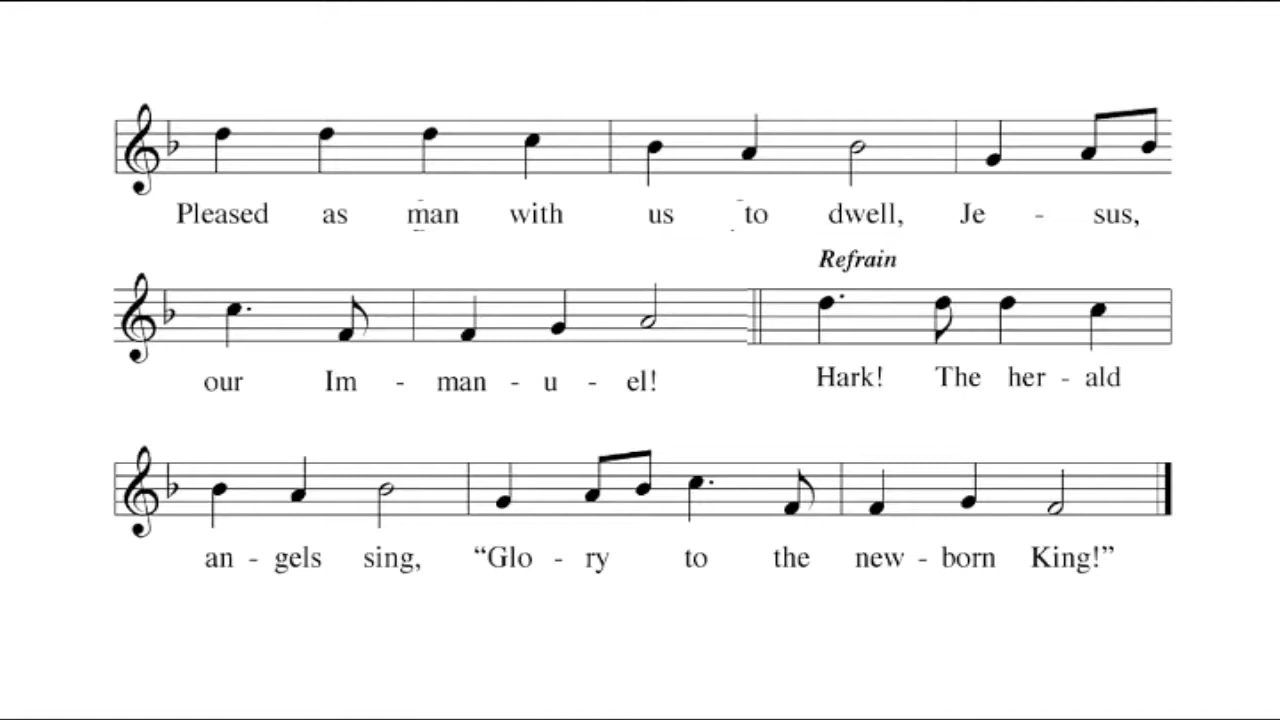 Pleased as man with us to dwell, Je - sus,
Refrain
our Im - man - u - el! Hark! The her - ald
an - gels sing, “Glo - ry to the new - born King!”